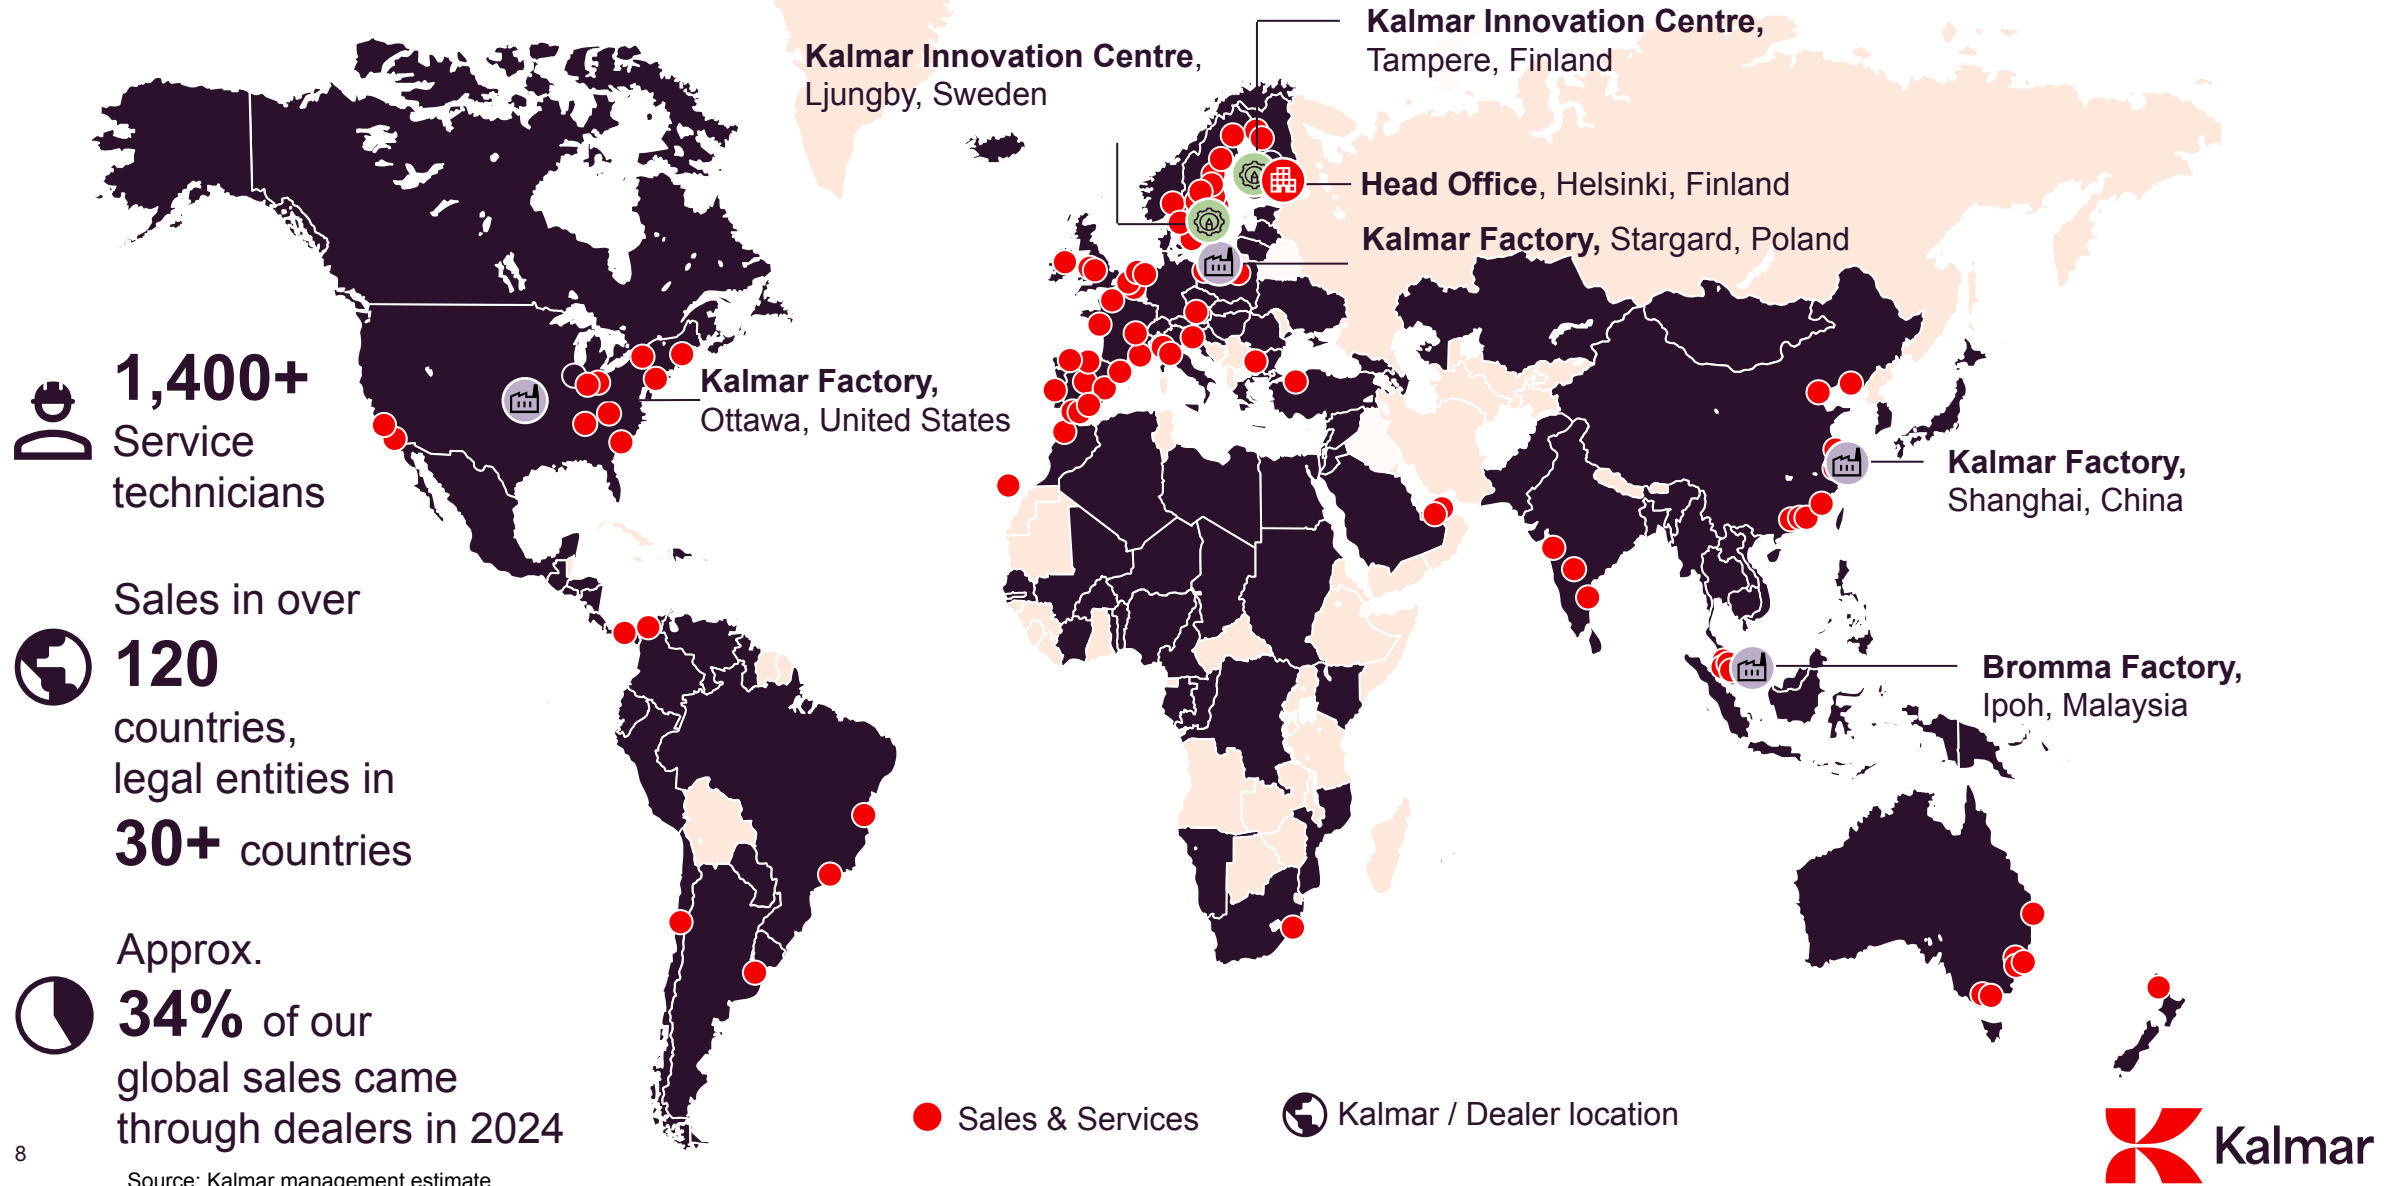 Kalmar Innovation Centre,
Tampere, Finland
Kalmar Innovation Centre,
Ljungby, Sweden
Head Office, Helsinki, Finland
Kalmar Factory, Stargard, Poland
Kalmar Factory,
Ottawa, United States
Kalmar Factory,
Shanghai, China
Bromma Factory,
Ipoh, Malaysia
1,400+
Service
technicians
Sales in over
120
countries,
legal entities in
30+ countries
Approx.
34% of our
global sales came
through dealers in 2024
Sales & Services
Kalmar / Dealer location
Kalmar
8
Source: Kalmar management estimate